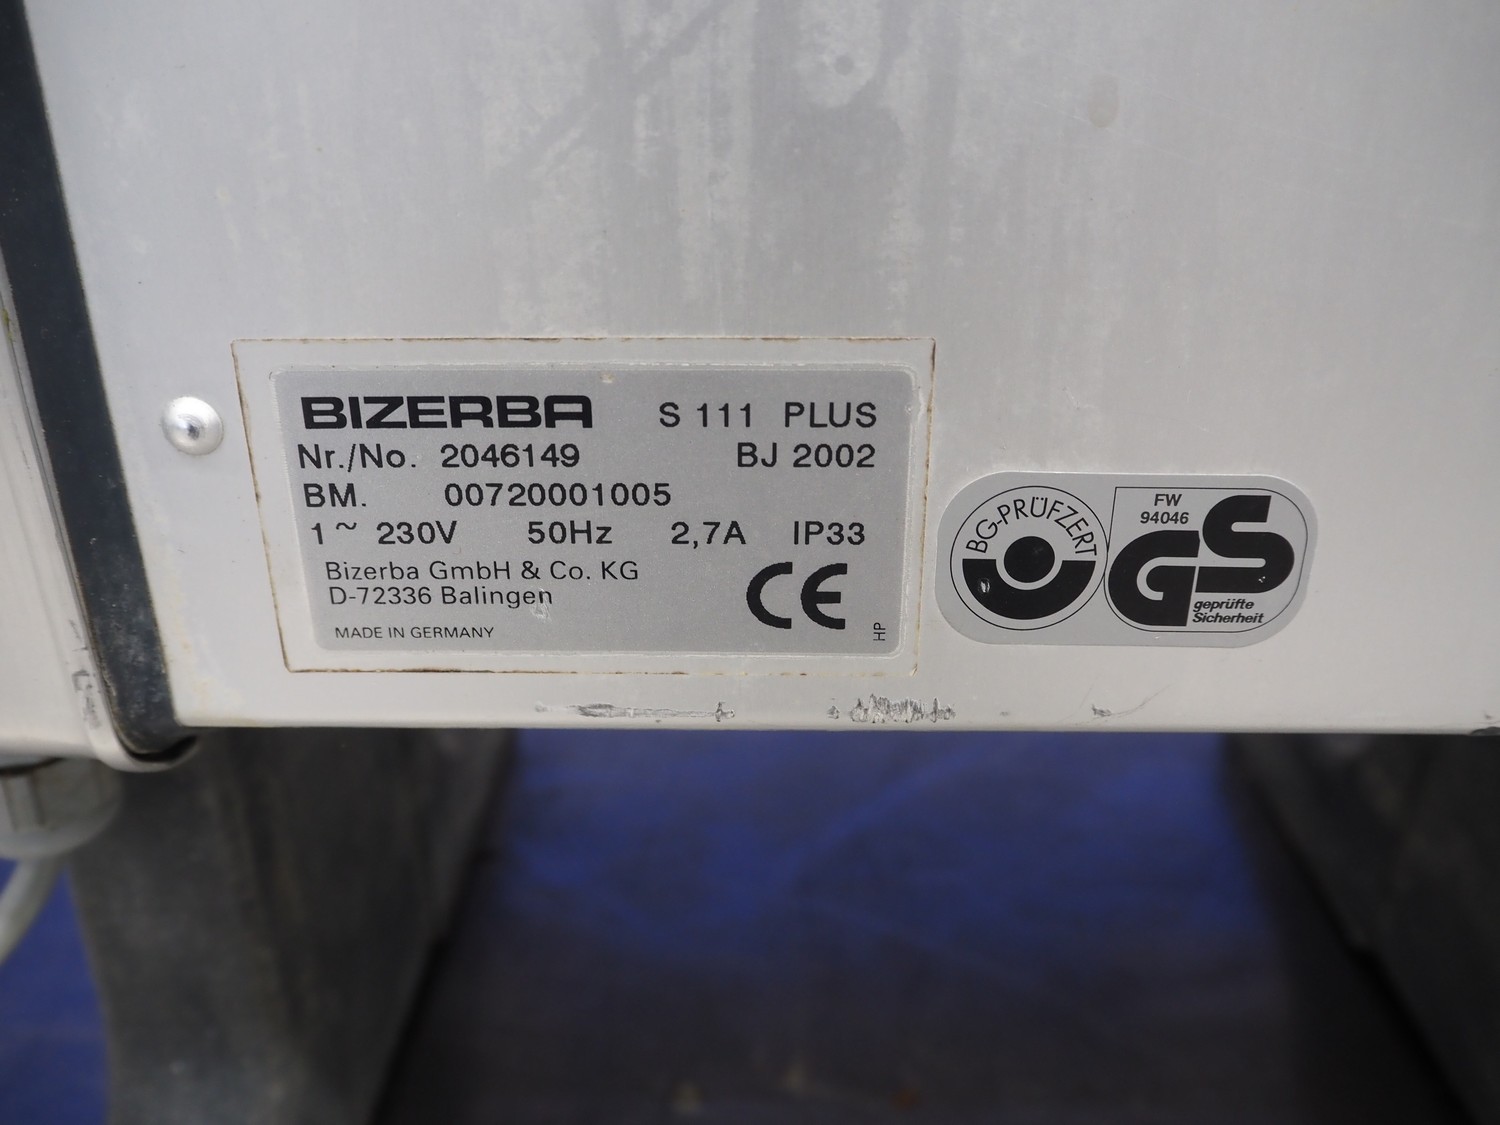 BIZERBA S 111 PLUS
Nr./No. 2046149 BJ 2002
BM. 00720001005
1~ 230V 50Hz 2,7A IP33
Bizerba GmbH & Co. KG
D-72336 Balingen
CE
MADE IN GERMANY
HP
BG-PRÜFZERT
FW
94046
GS
geprüfte
Sicherheit